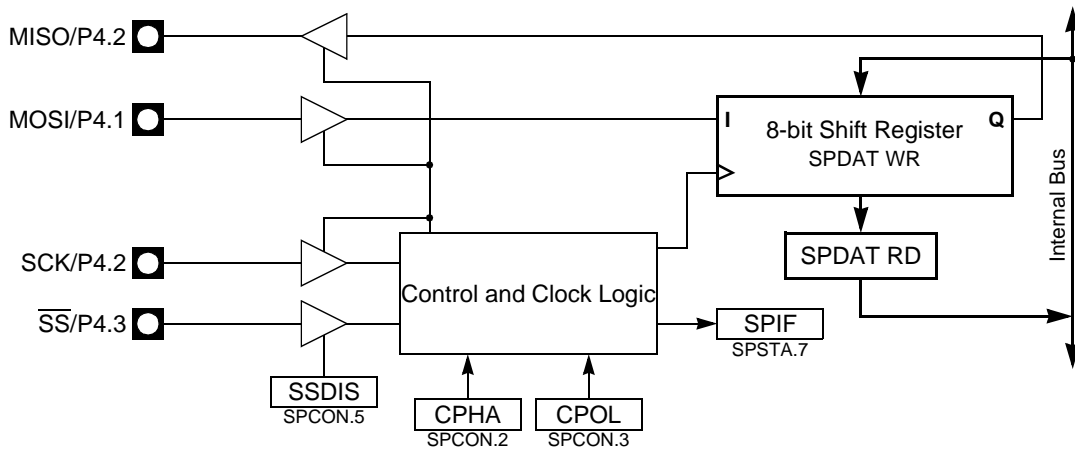 MISO/P4.2
MOSI/P4.1
I
8-bit Shift Register
Q
SPDAT WR
Internal Bus
SCK/P4.2
SPDAT RD
Control and Clock Logic
SS/P4.3
SPIF
SPSTA.7
SSDIS
SPCON.5
CPHA
SPCON.2
CPOL
SPCON.3